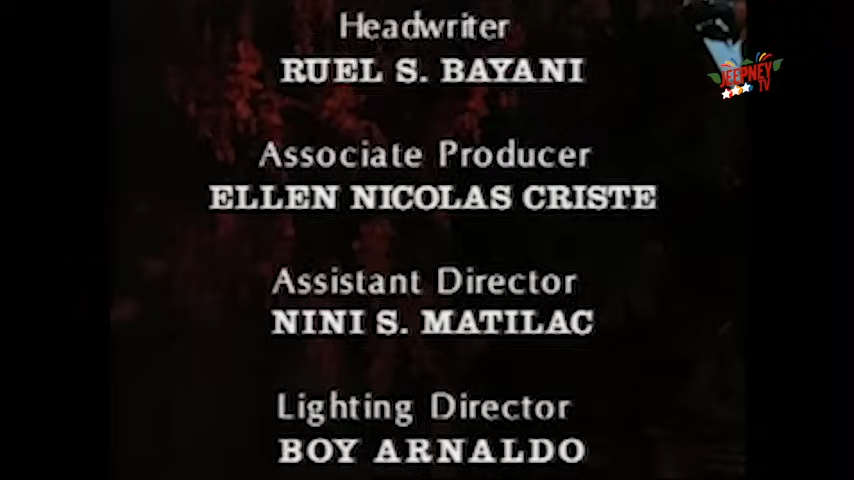 Headwriter
RUEL S. BAYANI
JEEPNEY
TV
Associate Producer
ELLEN NICOLAS CRISTE
Assistant Director
NINI S. MATILAC
Lighting Director
BOY ARNALDO